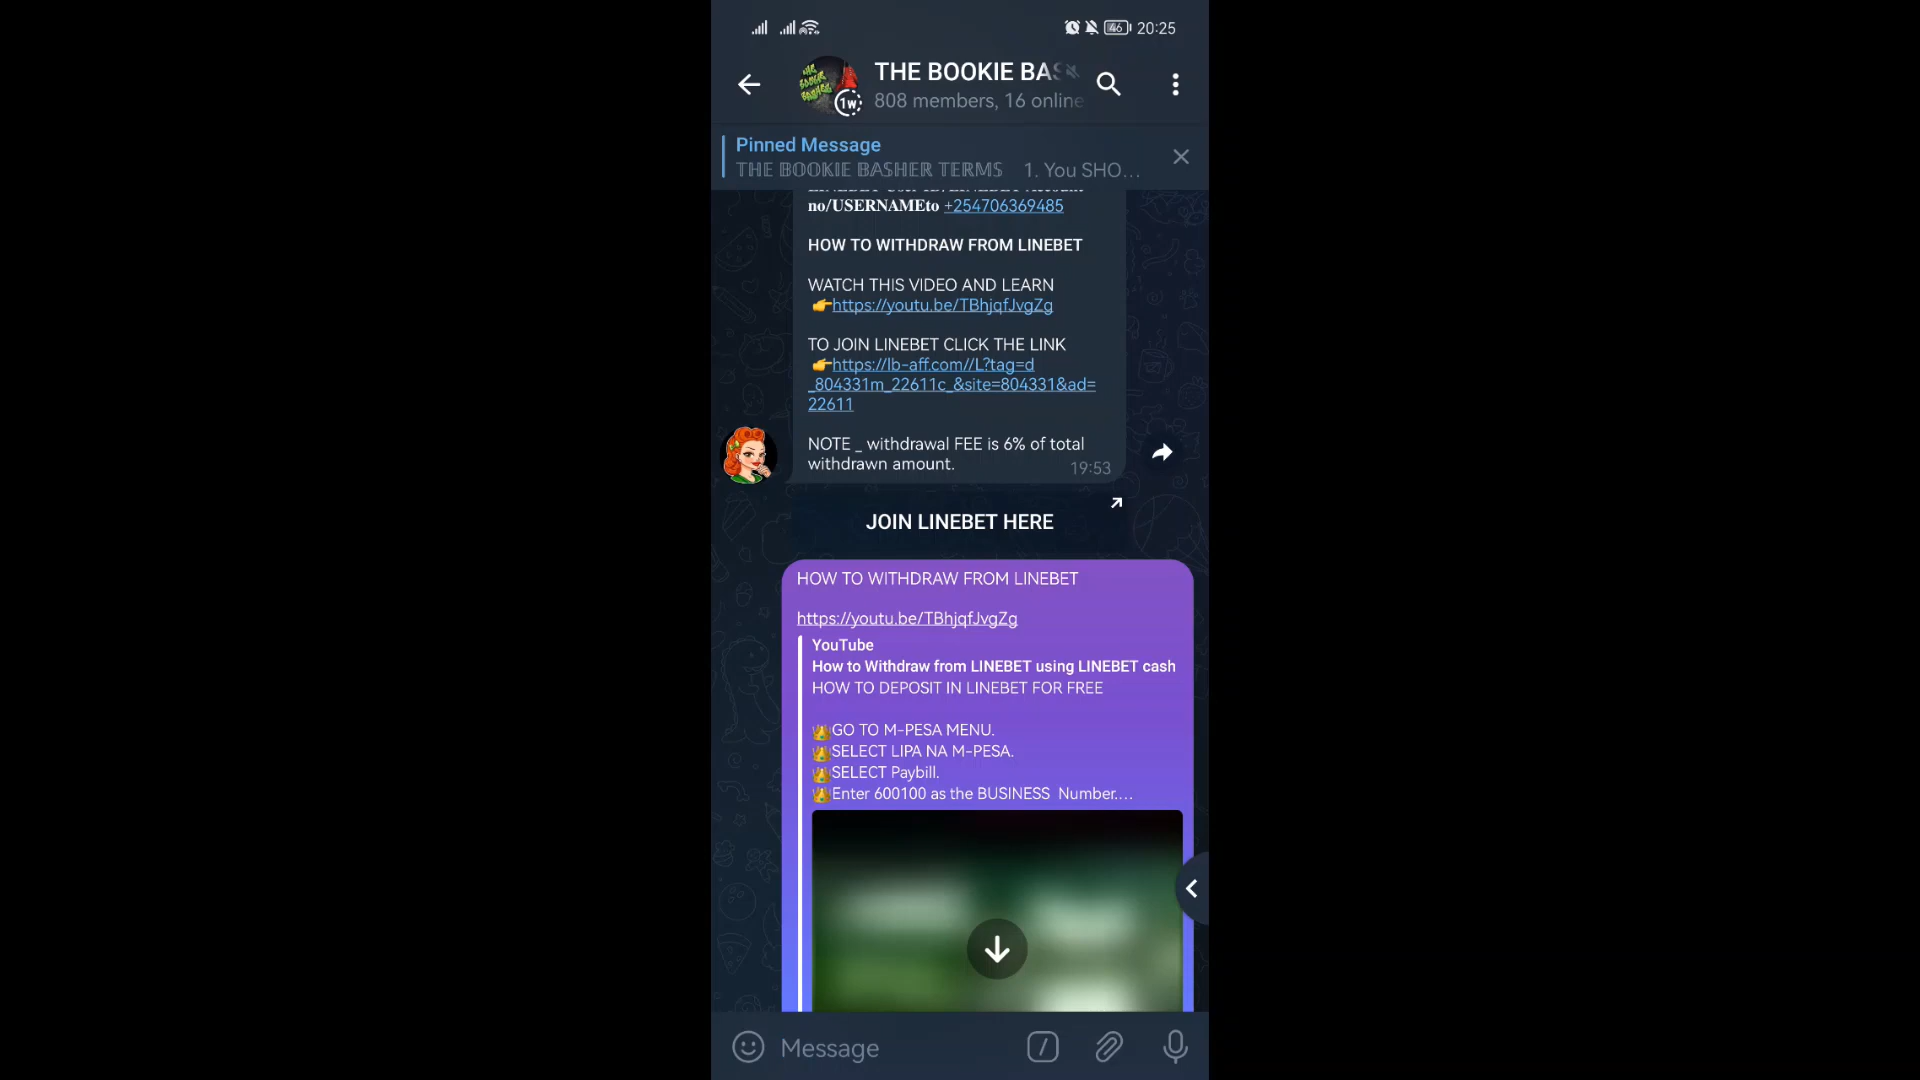 20:25
THE BOOKIE BAS
808 members, 16 online
1w
Pinned Message
THE BOOKIE BASHER TERMS 1. You SHO...
no/USERNAMEto +254706369485
HOW TO WITHDRAW FROM LINEBET
WATCH THIS VIDEO AND LEARN
👉https://youtu.be/TBhjqfJvgZg
TO JOIN LINEBET CLICK THE LINK
👉https://lb-aff.com//L?tag=d
_804331m_22611c_&site=804331&ad=
22611
NOTE _ withdrawal FEE is 6% of total
withdrawn amount.
19:53
JOIN LINEBET HERE
HOW TO WITHDRAW FROM LINEBET
https://youtu.be/TBhjqfJvgZg
YouTube
How to Withdraw from LINEBET using LINEBET cash
HOW TO DEPOSIT IN LINEBET FOR FREE
👑GO TO M-PESA MENU.
👑SELECT LIPA NA M-PESA.
👑SELECT Paybill.
👑Enter 600100 as the BUSINESS Number....
Message